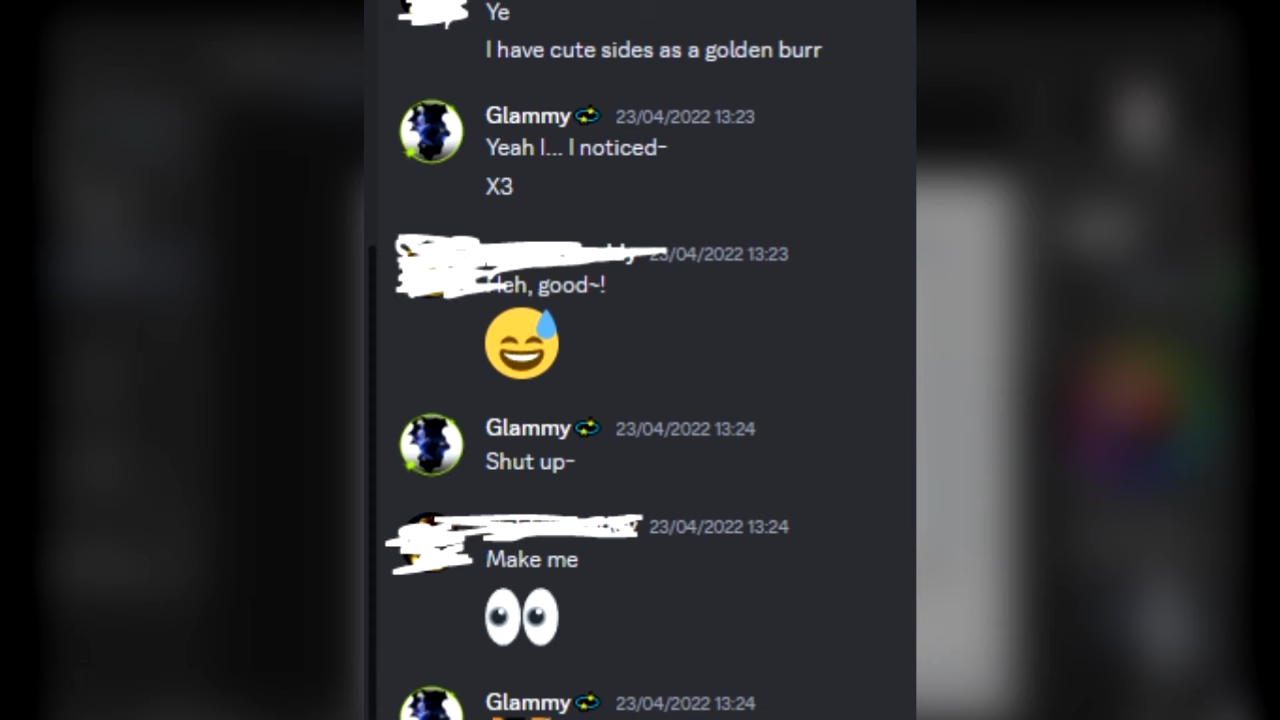 Ye
I have cute sides as a golden burr
Glammy 23/04/2022 13:23
Yeah I... I noticed-
X3
/04/2022 13:23
Heh, good~!
Glammy 23/04/2022 13:24
Shut up-
23/04/2022 13:24
Make me
Glammy 23/04/2022 13:24